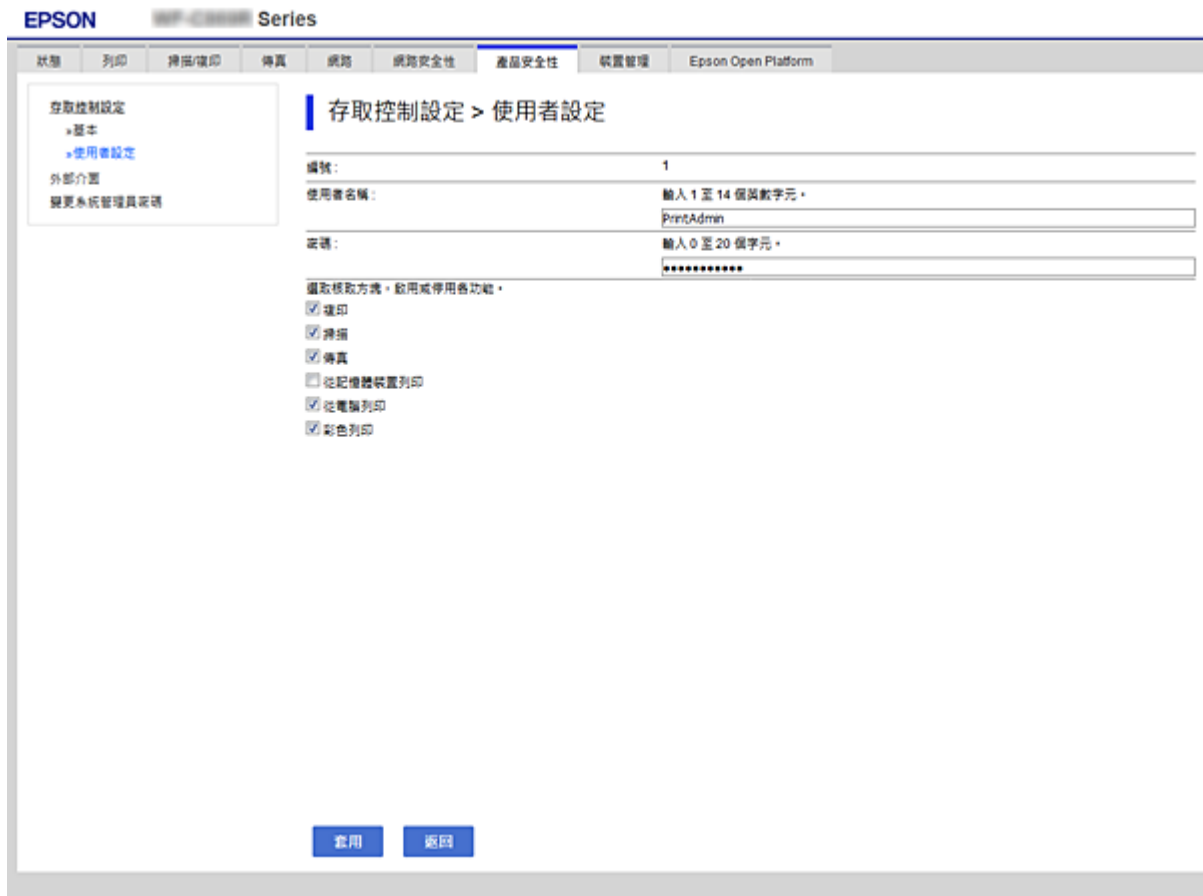 EPSON Series
狀態 列印 掃描/複印 傳真 網路 網路安全性 產品安全性 裝置管理 Epson Open Platform
存取控制設定
»基本
»使用者設定
外部介面
變更系統管理員密碼
存取控制設定 > 使用者設定
編號 : 1
使用者名稱 : 輸入 1 至 14 個英數字元。
PrintAdmin
密碼 : 輸入 0 至 20 個字元。
•••••••••••
選取核取方塊，啟用或停用各功能。
複印
掃描
傳真
從記憶體裝置列印
從電腦列印
彩色列印
套用 返回